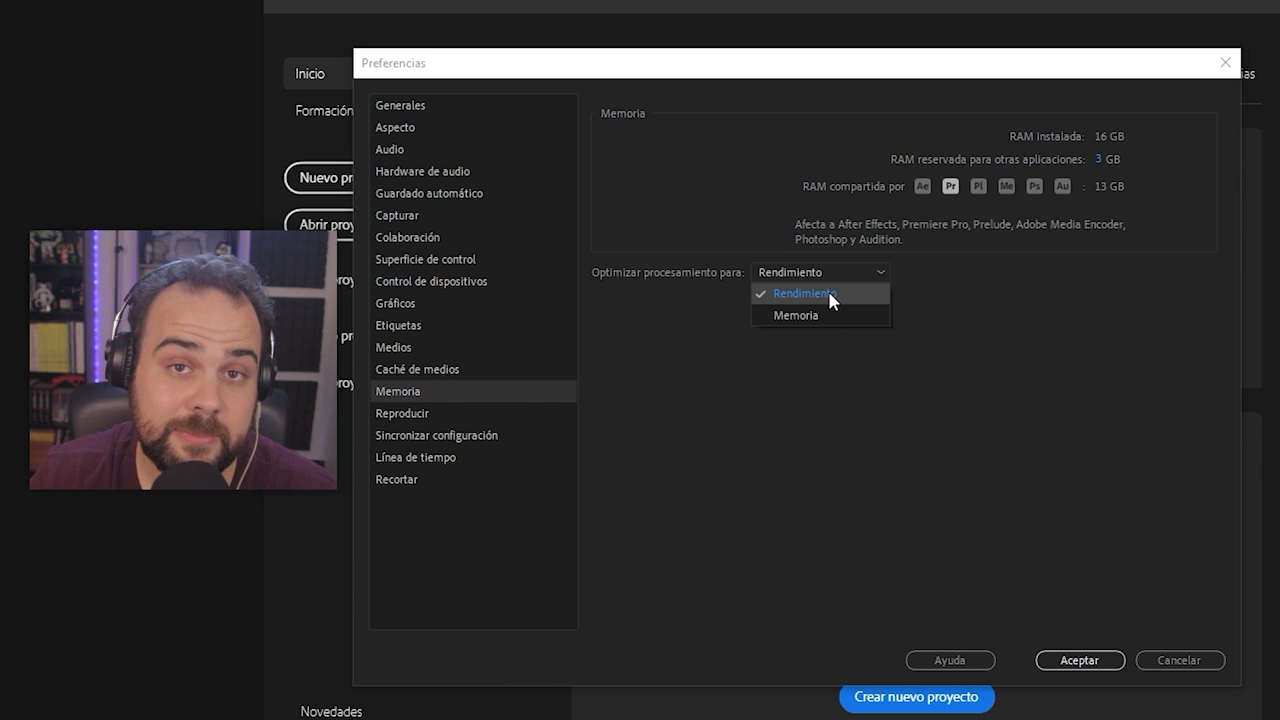 Preferencias
Inicio
Formación
Nuevo pr
Abrir proy
roy
pr
roy
ias
Generales
Aspecto
Audio
Hardware de audio
Guardado automático
Capturar
Colaboración
Superficie de control
Control de dispositivos
Gráficos
Etiquetas
Medios
Caché de medios
Memoria
Reproducir
Sincronizar configuración
Línea de tiempo
Recortar
Memoria
RAM instalada: 16 GB
RAM reservada para otras aplicaciones: 3 GB
RAM compartida por Ae Pr Pl Me Ps Au : 13 GB
Afecta a After Effects, Premiere Pro, Prelude, Adobe Media Encoder,
Photoshop y Audition.
Optimizar procesamiento para: Rendimiento
Rendimiento
Memoria
Ayuda
Aceptar
Cancelar
Crear nuevo proyecto
Novedades